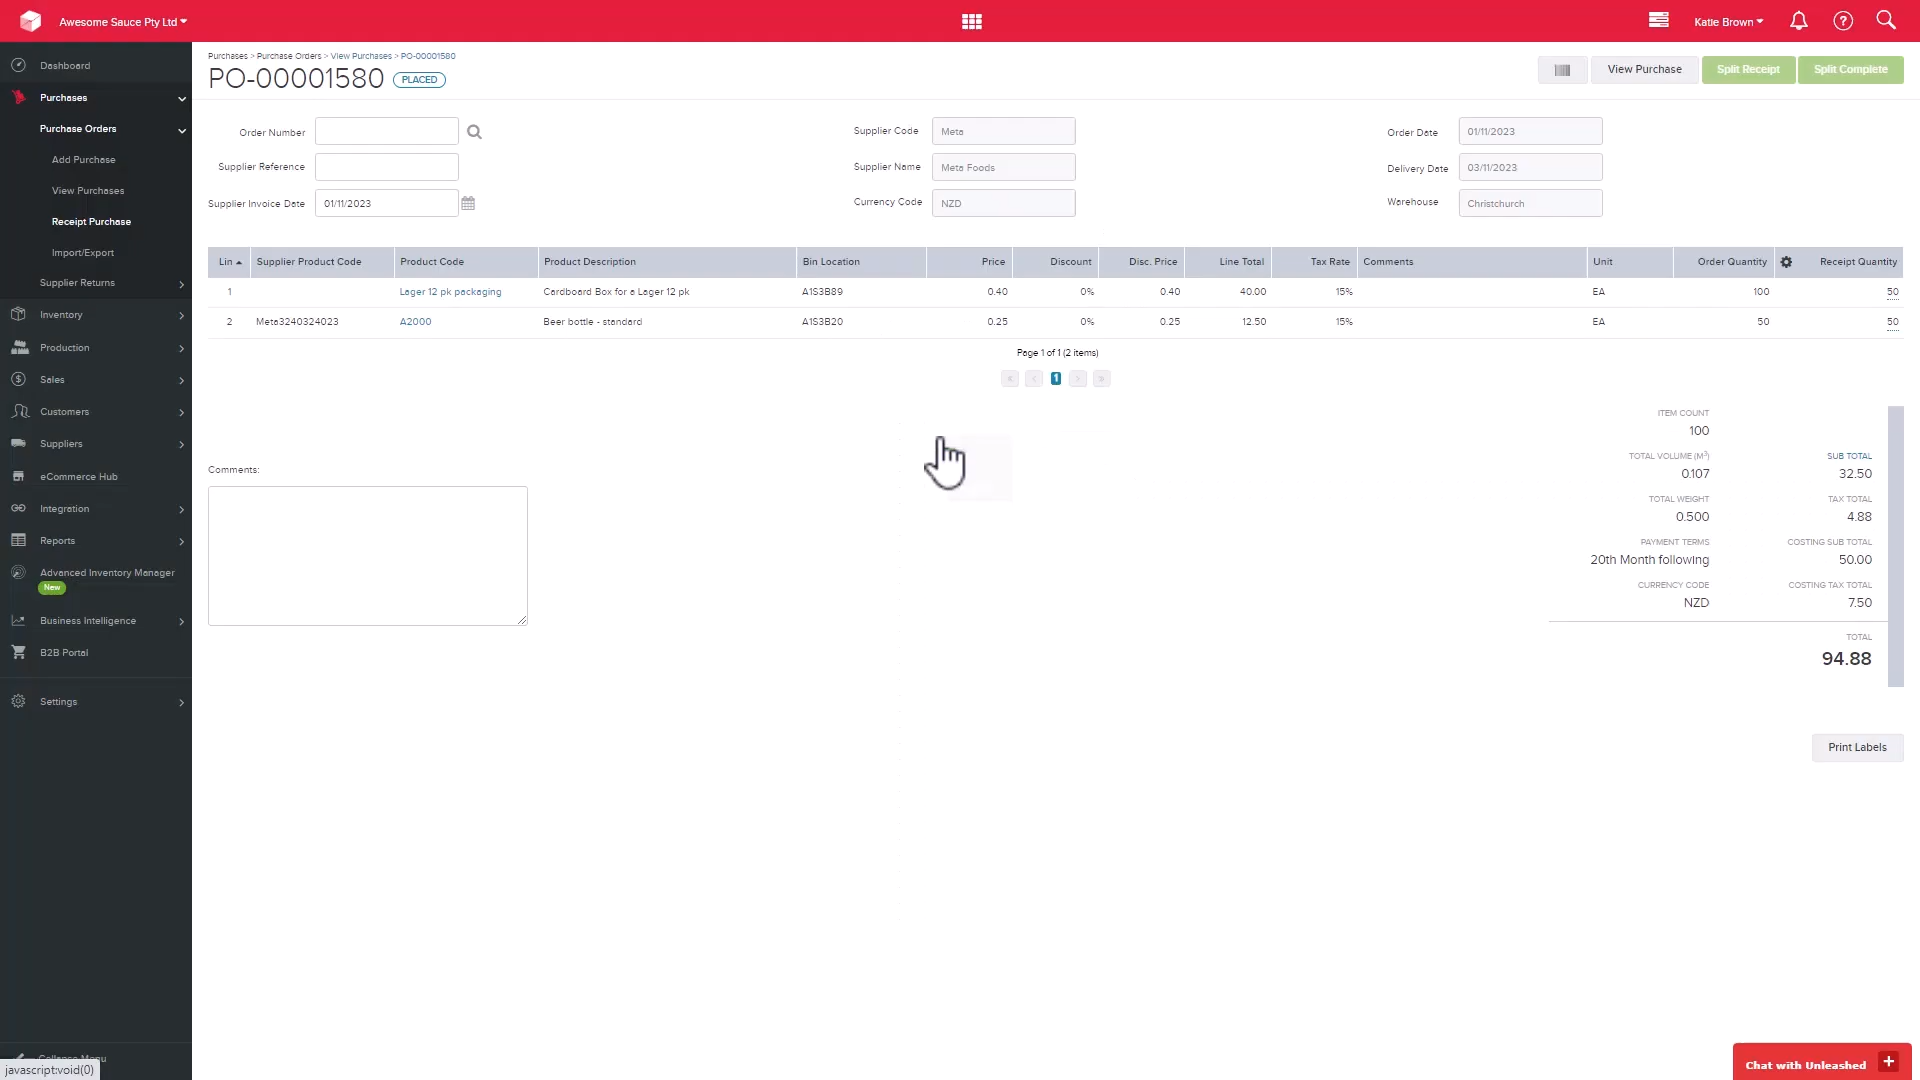 Awesome Sauce Pty Ltd
Katie Brown
Dashboard
Purchases
Purchase Orders
Add Purchase
View Purchases
Receipt Purchase
Import/Export
Supplier Returns
Inventory
Production
Sales
Customers
Suppliers
eCommerce Hub
Integration
Reports
Advanced Inventory Manager
New
Business Intelligence
B2B Portal
Settings
Collapse Menu
javascript:void(0)
Purchases > Purchase Orders > View Purchases > PO-00001580
PO-00001580 PLACED
View Purchase Split Receipt Split Complete
Order Number
Supplier Reference
Supplier Invoice Date 01/11/2023
Supplier Code Meta
Supplier Name Meta Foods
Currency Code NZD
Order Date 01/11/2023
Delivery Date 03/11/2023
Warehouse Christchurch
Lin Supplier Product Code Product Code Product Description Bin Location Price Discount Disc. Price Line Total Tax Rate Comments Unit Order Quantity Receipt Quantity
1 Lager 12 pk packaging Cardboard Box for a Lager 12 pk A1S3B89 0.40 0% 0.40 40.00 15% EA 100 50
2 Meta3240324023 A2000 Beer bottle - standard A1S3B20 0.25 0% 0.25 12.50 15% EA 50 50
Page 1 of 1 (2 items)
« < 1 > »
Comments:
ITEM COUNT
100
TOTAL VOLUME (M³) SUB TOTAL
0.107 32.50
TOTAL WEIGHT TAX TOTAL
0.500 4.88
PAYMENT TERMS COSTING SUB TOTAL
20th Month following 50.00
CURRENCY CODE COSTING TAX TOTAL
NZD 7.50
TOTAL
94.88
Print Labels
Chat with Unleashed +